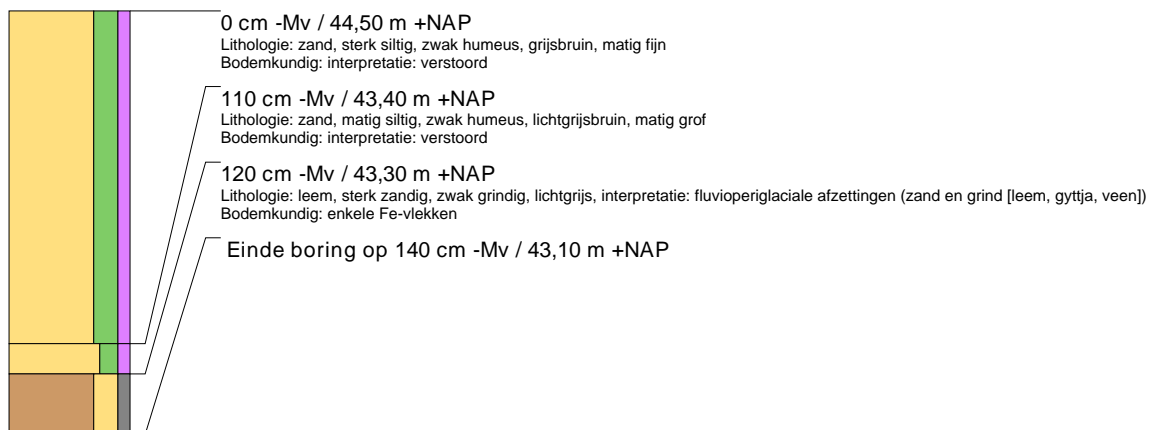 0 cm -Mv / 44,50 m +NAP
Lithologie: zand, sterk siltig, zwak humeus, grijsbruin, matig fijn
Bodemkundig: interpretatie: verstoord
110 cm -Mv / 43,40 m +NAP
Lithologie: zand, matig siltig, zwak humeus, lichtgrijsbruin, matig grof
Bodemkundig: interpretatie: verstoord
120 cm -Mv / 43,30 m +NAP
Lithologie: leem, sterk zandig, zwak grindig, lichtgrijs, interpretatie: fluvioperiglaciale afzettingen (zand en grind [leem, gyttja, veen])
Bodemkundig: enkele Fe-vlekken
Einde boring op 140 cm -Mv / 43,10 m +NAP